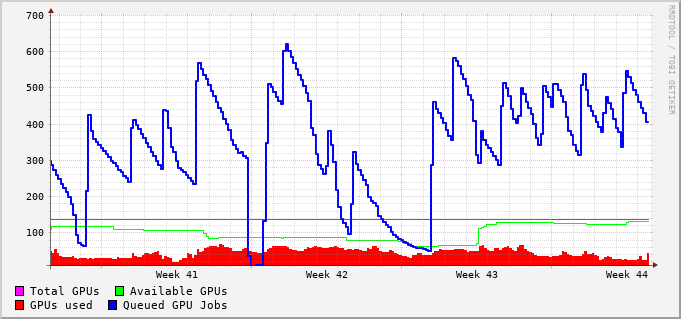 700
600
500
400
300
200
100
Week 41 Week 42 Week 43 Week 44
Total GPUs Available GPUs
GPUs used Queued GPU Jobs
RRDTOOL / TOBI OETIKER